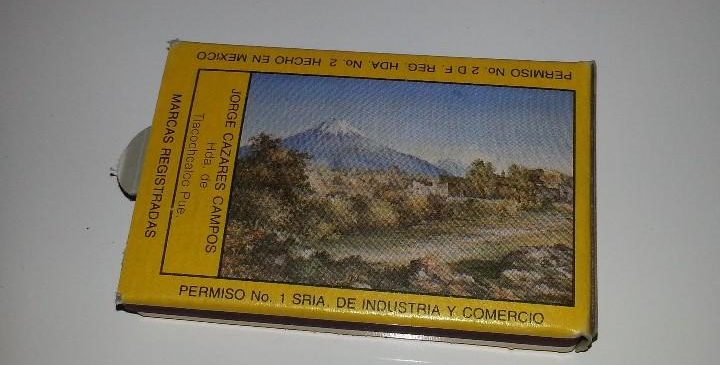 PERMISO No. 2 D F. REG. HDA. No. 2 HECHO EN MEXICO
JORGE CAZARES CAMPOS
Hda. de
Tlacochcaloc Pue.
MARCAS REGISTRADAS
PERMISO No. 1 SRIA. DE INDUSTRIA Y COMERCIO